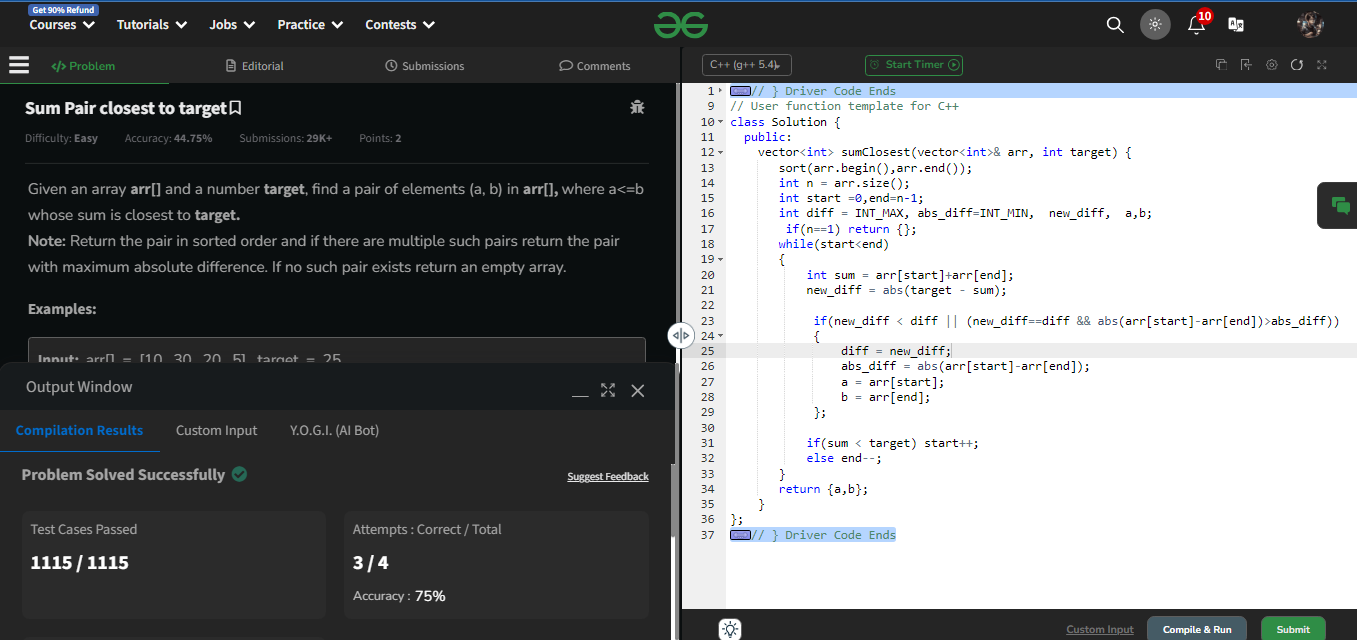 Get 90% Refund
Courses Tutorials Jobs Practice Contests
10
Problem Editorial Submissions Comments
Sum Pair closest to target
Difficulty: Easy Accuracy: 44.75% Submissions: 29K+ Points: 2
Given an array arr[] and a number target, find a pair of elements (a, b) in arr[], where a<=b
whose sum is closest to target.
Note: Return the pair in sorted order and if there are multiple such pairs return the pair
with maximum absolute difference. If no such pair exists return an empty array.
Examples:
Input: arr[] = [10, 30, 20, 5], target = 25
Output Window
Compilation Results Custom Input Y.O.G.I. (AI Bot)
Problem Solved Successfully Suggest Feedback
Test Cases Passed
1115 / 1115
Attempts : Correct / Total
3 / 4
Accuracy : 75%
C++ (g++ 5.4) Start Timer
1 // } Driver Code Ends
9 // User function template for C++
10 class Solution {
11 public:
12 vector<int> sumClosest(vector<int>& arr, int target) {
13 sort(arr.begin(),arr.end());
14 int n = arr.size();
15 int start =0,end=n-1;
16 int diff = INT_MAX, abs_diff=INT_MIN, new_diff, a,b;
17 if(n==1) return {};
18 while(start<end)
19 {
20 int sum = arr[start]+arr[end];
21 new_diff = abs(target - sum);
22
23 if(new_diff < diff || (new_diff==diff && abs(arr[start]-arr[end])>abs_diff))
24 {
25 diff = new_diff;
26 abs_diff = abs(arr[start]-arr[end]);
27 a = arr[start];
28 b = arr[end];
29 };
30
31 if(sum < target) start++;
32 else end--;
33 }
34 return {a,b};
35 }
36 };
37 // } Driver Code Ends
Custom Input Compile & Run Submit